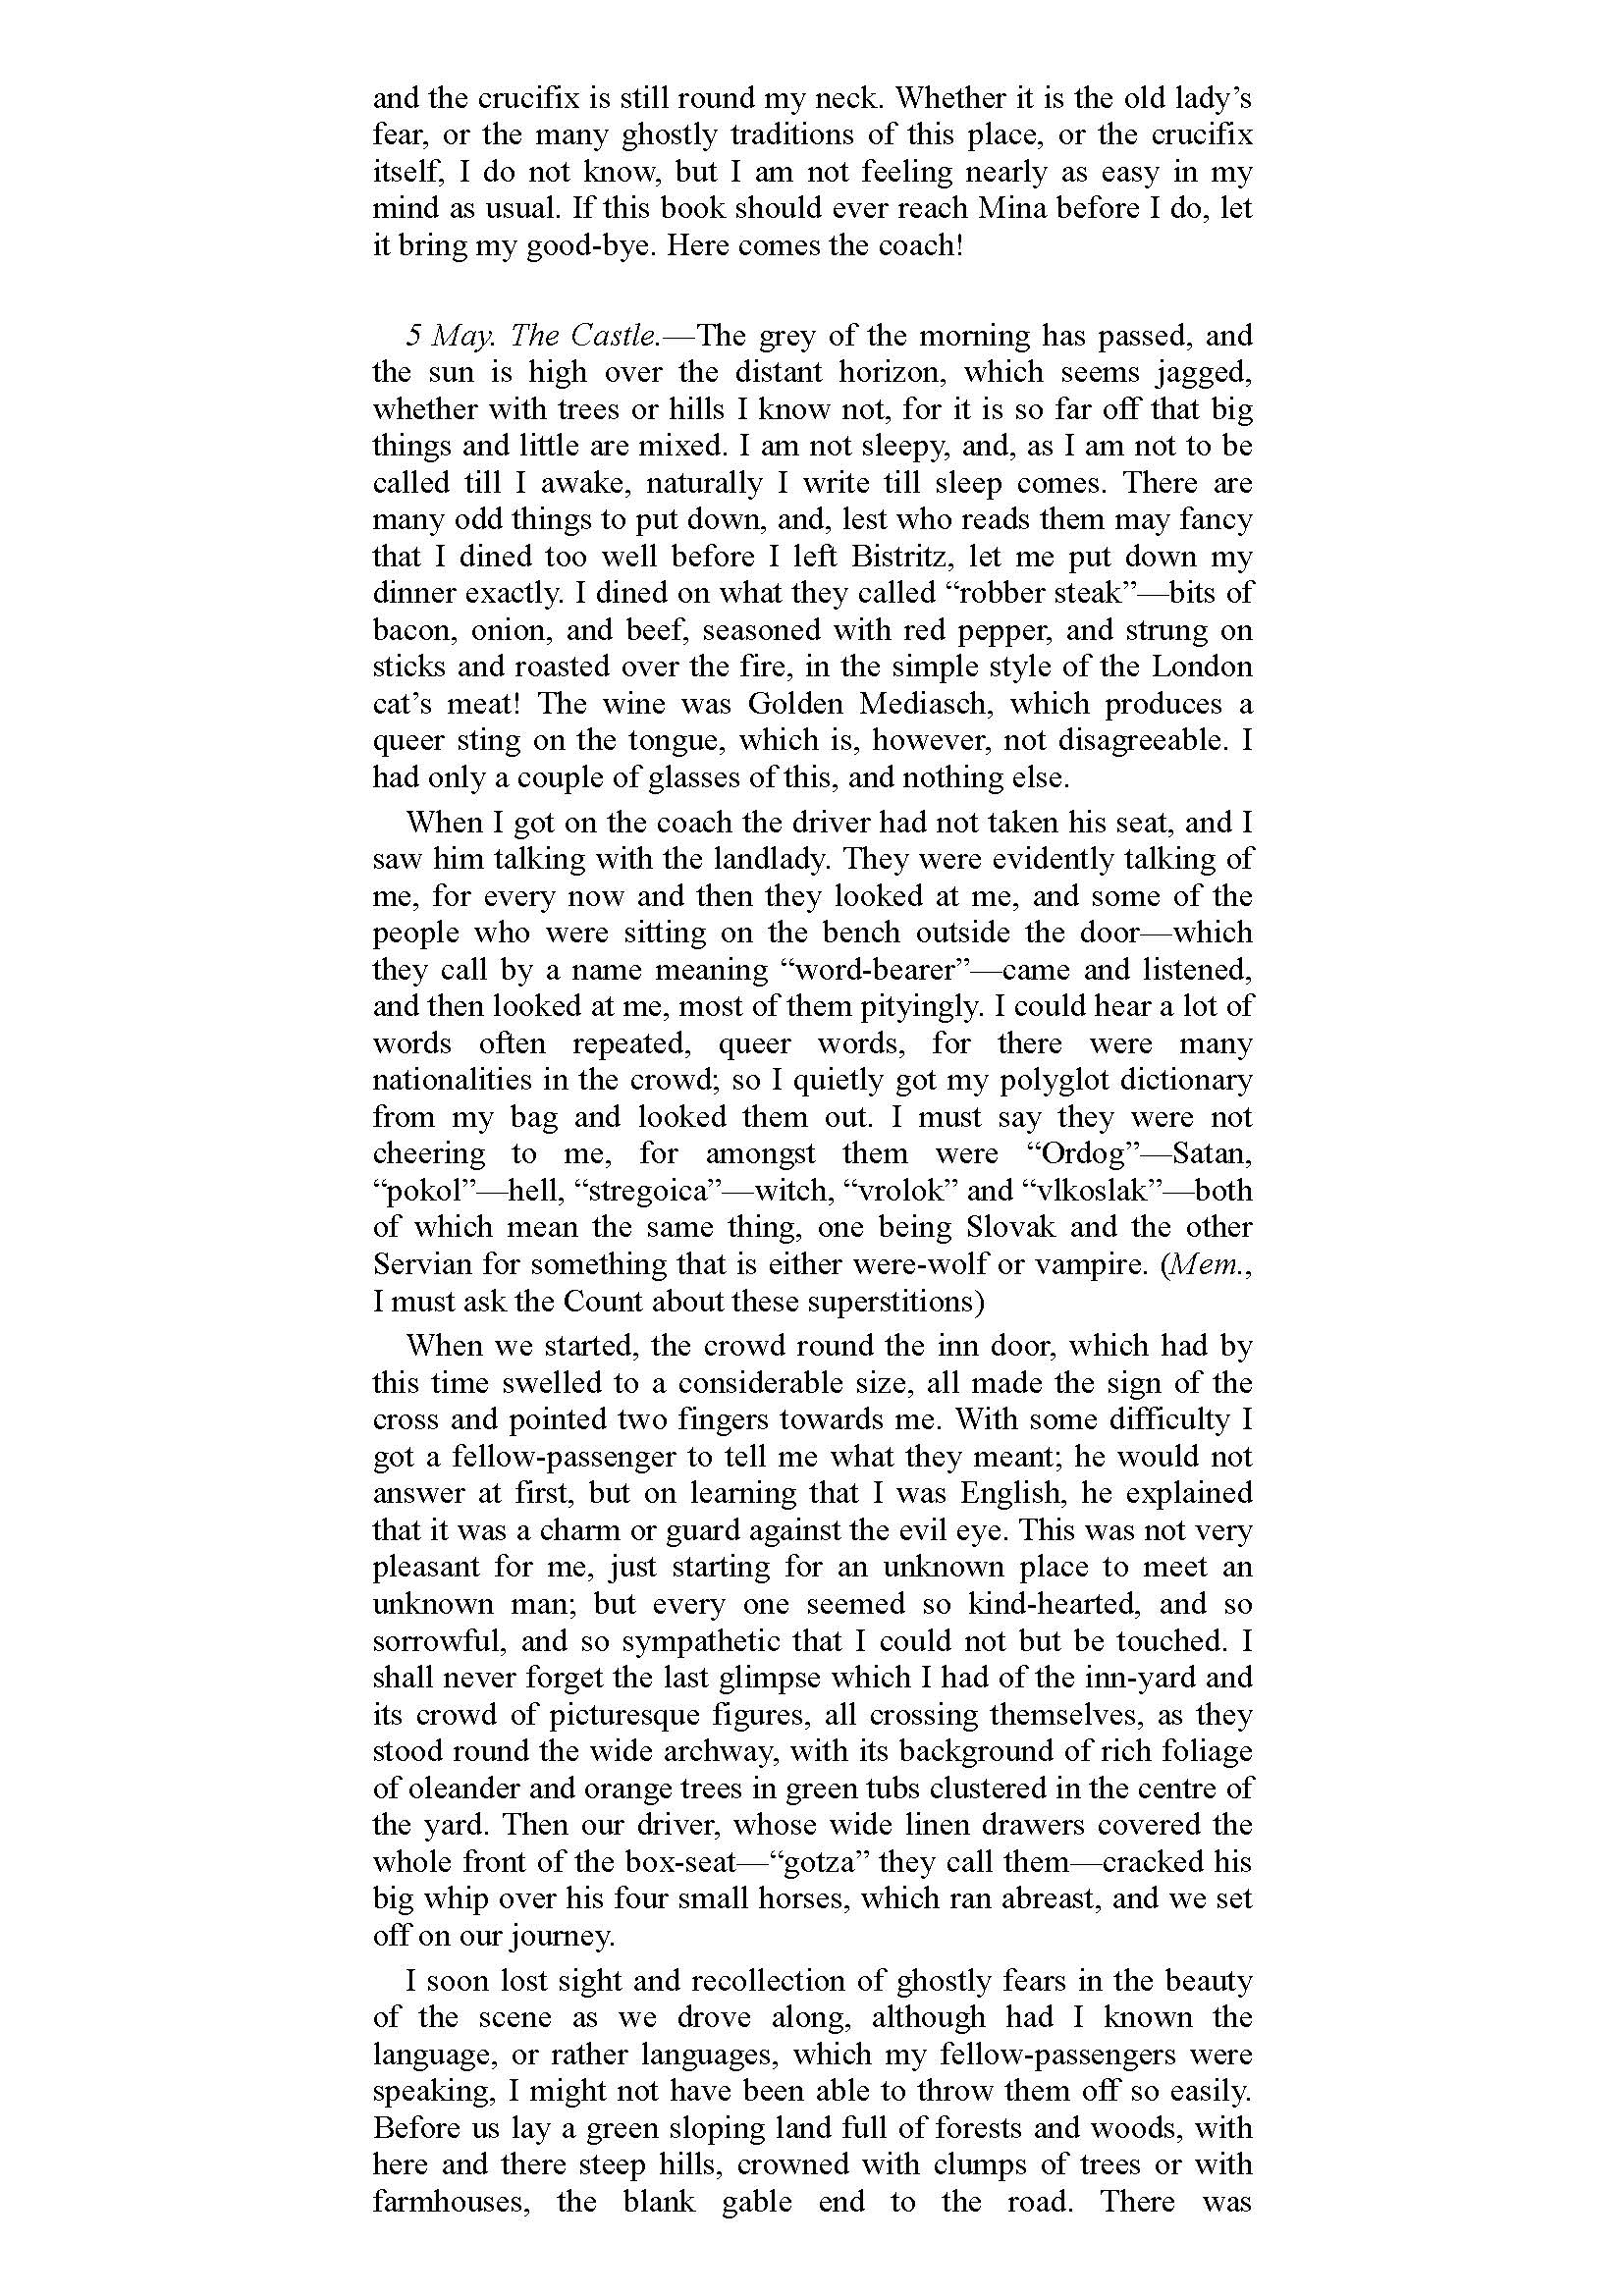 and the crucifix is still round my neck. Whether it is the old lady’s
fear, or the many ghostly traditions of this place, or the crucifix
itself, I do not know, but I am not feeling nearly as easy in my
mind as usual. If this book should ever reach Mina before I do, let
it bring my good-bye. Here comes the coach!
5 May. The Castle.—The grey of the morning has passed, and
the sun is high over the distant horizon, which seems jagged,
whether with trees or hills I know not, for it is so far off that big
things and little are mixed. I am not sleepy, and, as I am not to be
called till I awake, naturally I write till sleep comes. There are
many odd things to put down, and, lest who reads them may fancy
that I dined too well before I left Bistritz, let me put down my
dinner exactly. I dined on what they called “robber steak”—bits of
bacon, onion, and beef, seasoned with red pepper, and strung on
sticks and roasted over the fire, in the simple style of the London
cat’s meat! The wine was Golden Mediasch, which produces a
queer sting on the tongue, which is, however, not disagreeable. I
had only a couple of glasses of this, and nothing else.
When I got on the coach the driver had not taken his seat, and I
saw him talking with the landlady. They were evidently talking of
me, for every now and then they looked at me, and some of the
people who were sitting on the bench outside the door—which
they call by a name meaning “word-bearer”—came and listened,
and then looked at me, most of them pityingly. I could hear a lot of
words often repeated, queer words, for there were many
nationalities in the crowd; so I quietly got my polyglot dictionary
from my bag and looked them out. I must say they were not
cheering to me, for amongst them were “Ordog”—Satan,
“pokol”—hell, “stregoica”—witch, “vrolok” and “vlkoslak”—both
of which mean the same thing, one being Slovak and the other
Servian for something that is either were-wolf or vampire. (Mem.,
I must ask the Count about these superstitions)
When we started, the crowd round the inn door, which had by
this time swelled to a considerable size, all made the sign of the
cross and pointed two fingers towards me. With some difficulty I
got a fellow-passenger to tell me what they meant; he would not
answer at first, but on learning that I was English, he explained
that it was a charm or guard against the evil eye. This was not very
pleasant for me, just starting for an unknown place to meet an
unknown man; but every one seemed so kind-hearted, and so
sorrowful, and so sympathetic that I could not but be touched. I
shall never forget the last glimpse which I had of the inn-yard and
its crowd of picturesque figures, all crossing themselves, as they
stood round the wide archway, with its background of rich foliage
of oleander and orange trees in green tubs clustered in the centre of
the yard. Then our driver, whose wide linen drawers covered the
whole front of the box-seat—“gotza” they call them—cracked his
big whip over his four small horses, which ran abreast, and we set
off on our journey.
I soon lost sight and recollection of ghostly fears in the beauty
of the scene as we drove along, although had I known the
language, or rather languages, which my fellow-passengers were
speaking, I might not have been able to throw them off so easily.
Before us lay a green sloping land full of forests and woods, with
here and there steep hills, crowned with clumps of trees or with
farmhouses, the blank gable end to the road. There was